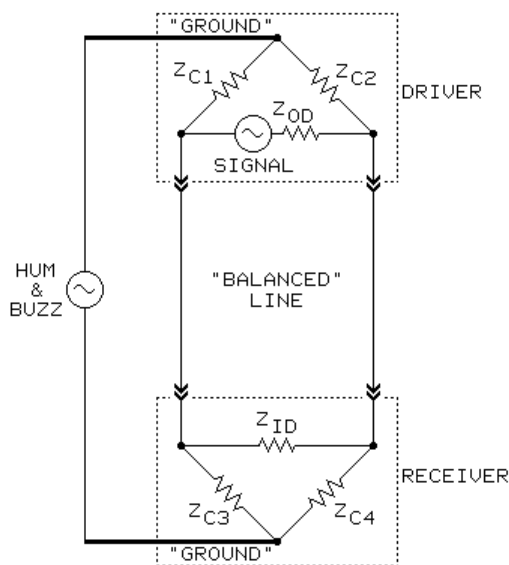 "GROUND"
ZC1
ZC2
DRIVER
ZOD
SIGNAL
HUM
&
BUZZ
"BALANCED"
LINE
ZID
RECEIVER
ZC3
ZC4
"GROUND"